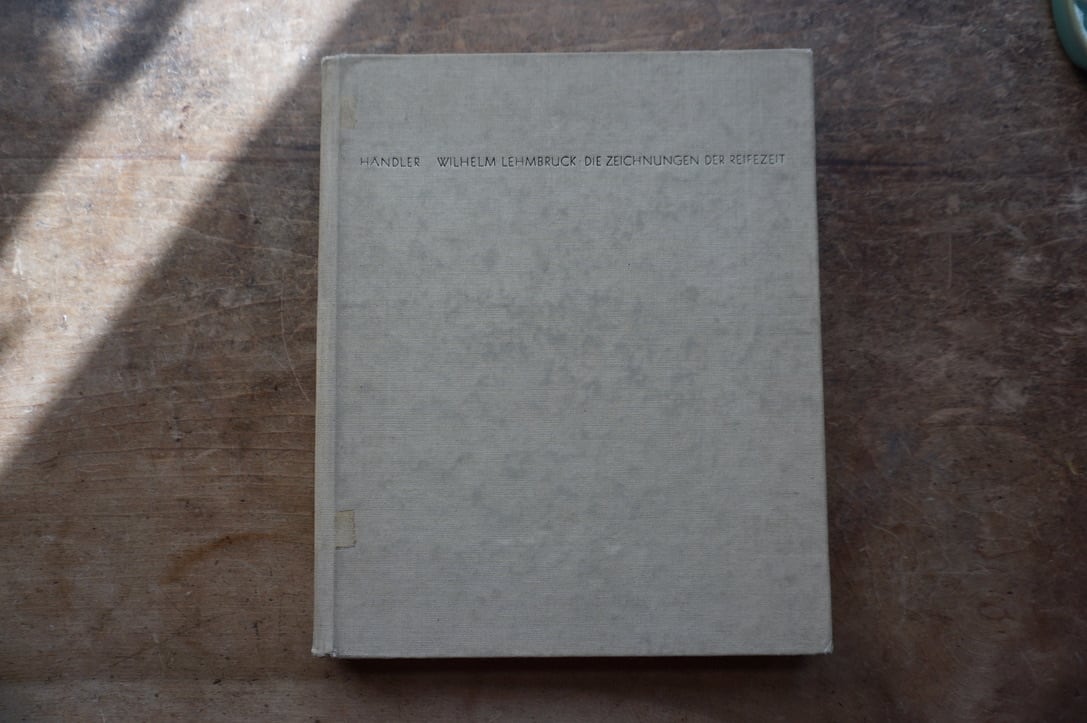 HÄNDLER WILHELM LEHMBRUCK · DIE ZEICHNUNGEN DER REIFEZEIT